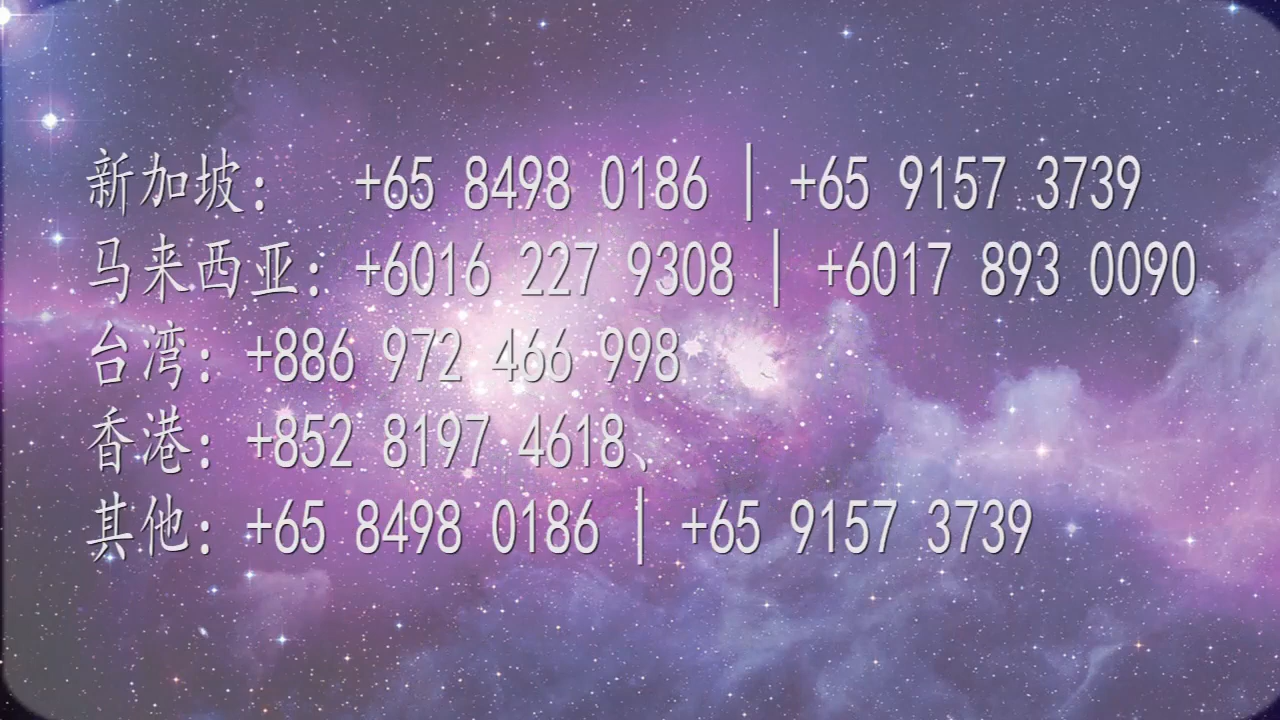 新加坡： +65 8498 0186 | +65 9157 3739
马来西亚：+6016 227 9308 | +6017 893 0090
台湾：+886 972 466 998
香港：+852 8197 4618、
其他：+65 8498 0186 | +65 9157 3739